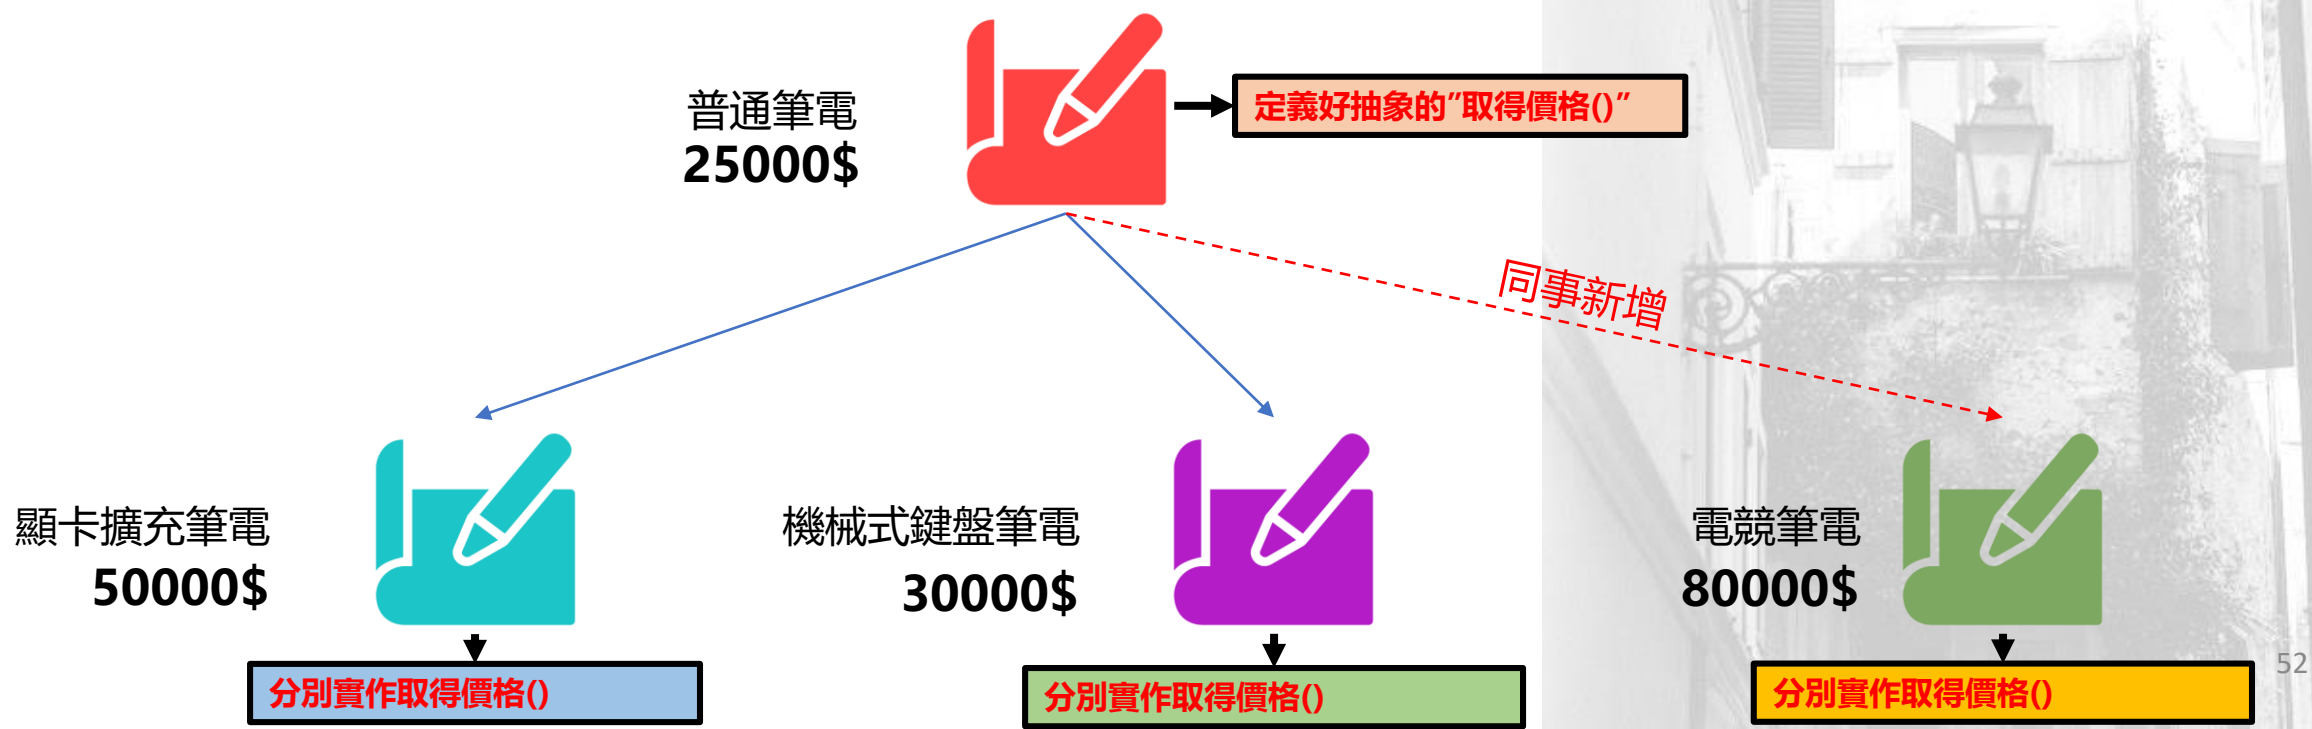 普通筆電
25000$
定義好抽象的"取得價格()"
同事新增
顯卡擴充筆電
50000$
機械式鍵盤筆電
30000$
電競筆電
80000$
分別實作取得價格()
分別實作取得價格()
分別實作取得價格()
52